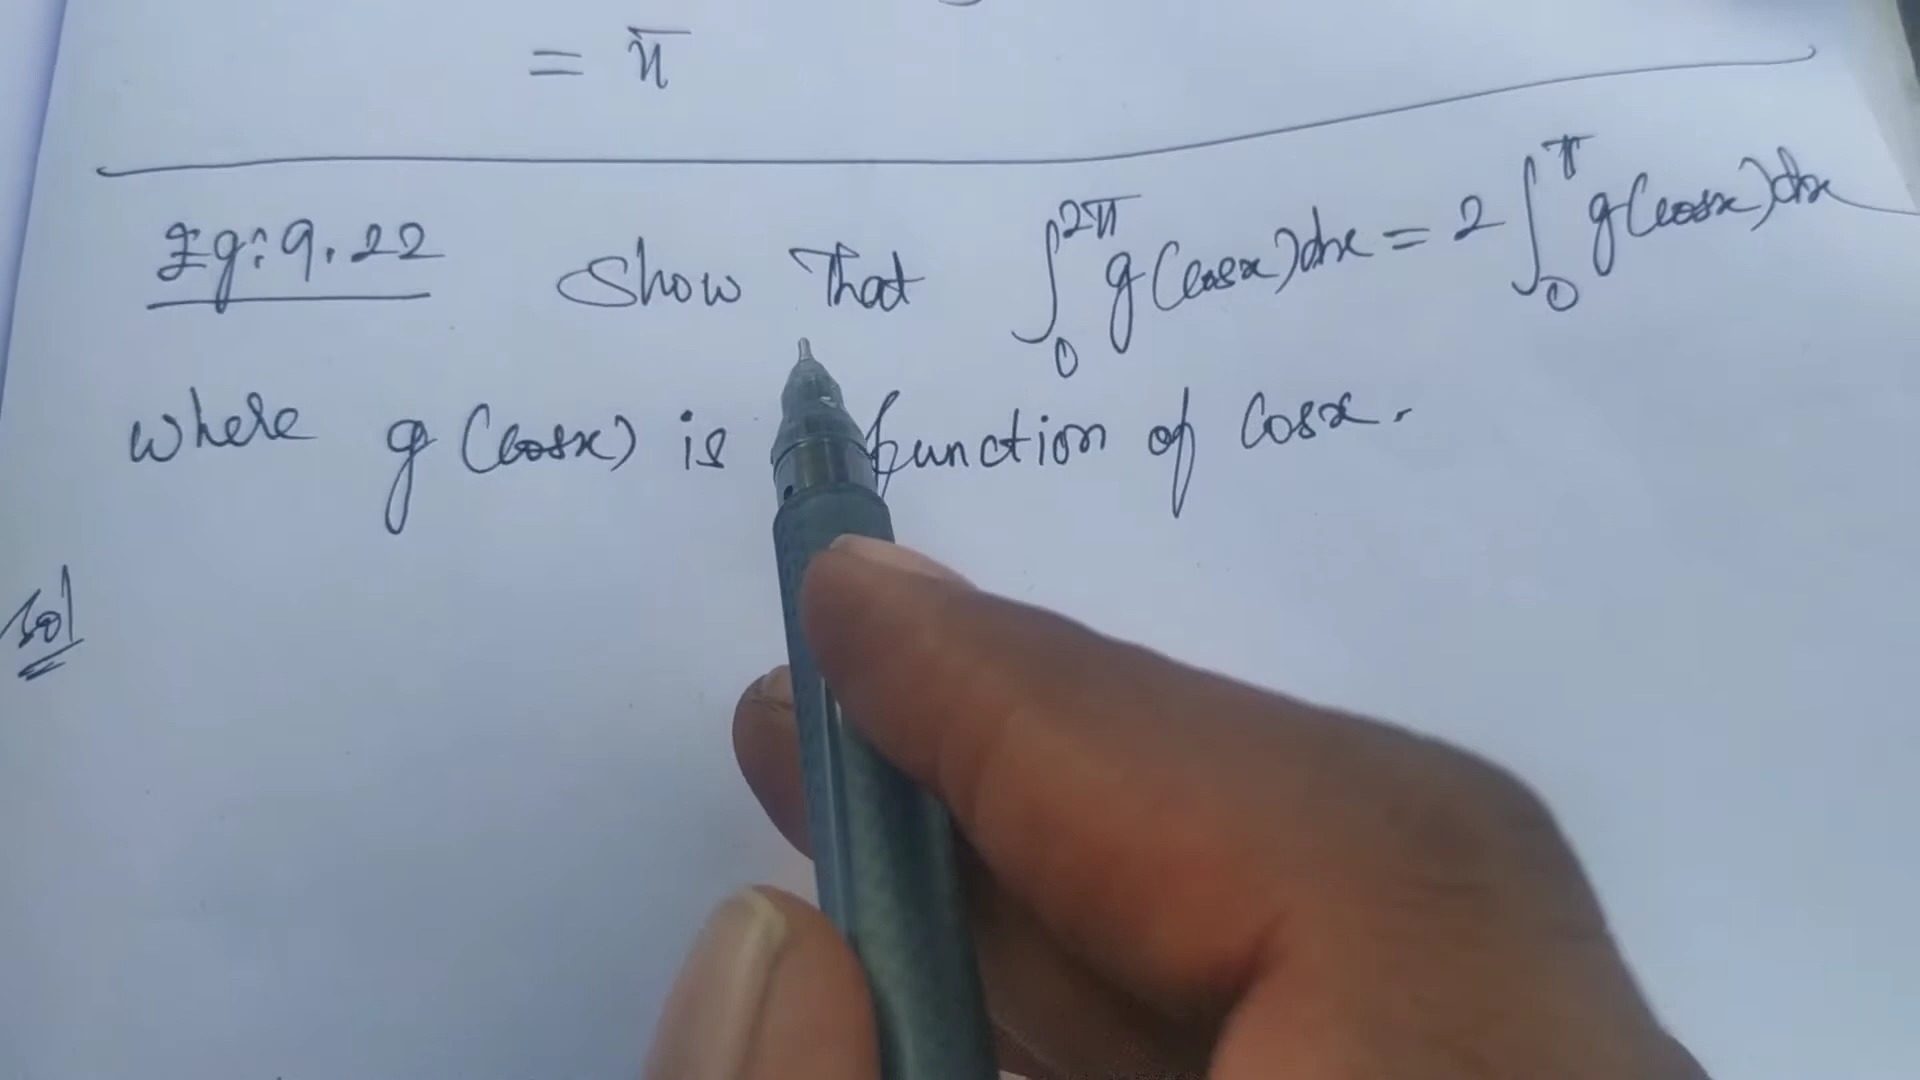 = π
Eg: 9.22 Show That ∫₀^2π g(cosx)dx = 2 ∫₀^π g(cosx)dx
where g(cosx) is function of cosx.
Sol